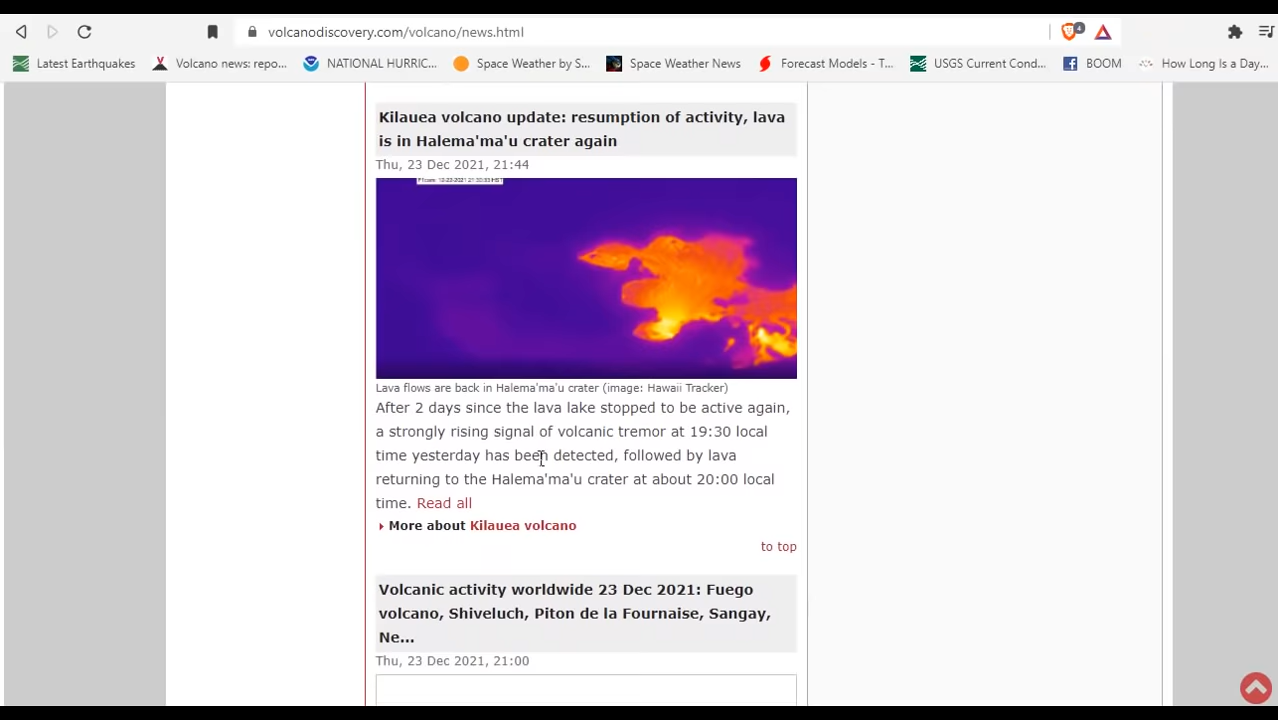 volcanodiscovery.com/volcano/news.html
4
Latest Earthquakes
Volcano news: repo...
NATIONAL HURRIC...
Space Weather by S...
Space Weather News
Forecast Models - T...
USGS Current Cond...
BOOM
How Long Is a Day...
Kilauea volcano update: resumption of activity, lava
is in Halema'ma'u crater again
Thu, 23 Dec 2021, 21:44
Lava flows are back in Halema'ma'u crater (image: Hawaii Tracker)
After 2 days since the lava lake stopped to be active again,
a strongly rising signal of volcanic tremor at 19:30 local
time yesterday has been detected, followed by lava
returning to the Halema'ma'u crater at about 20:00 local
time. Read all
More about Kilauea volcano
to top
Volcanic activity worldwide 23 Dec 2021: Fuego
volcano, Shiveluch, Piton de la Fournaise, Sangay,
Ne...
Thu, 23 Dec 2021, 21:00